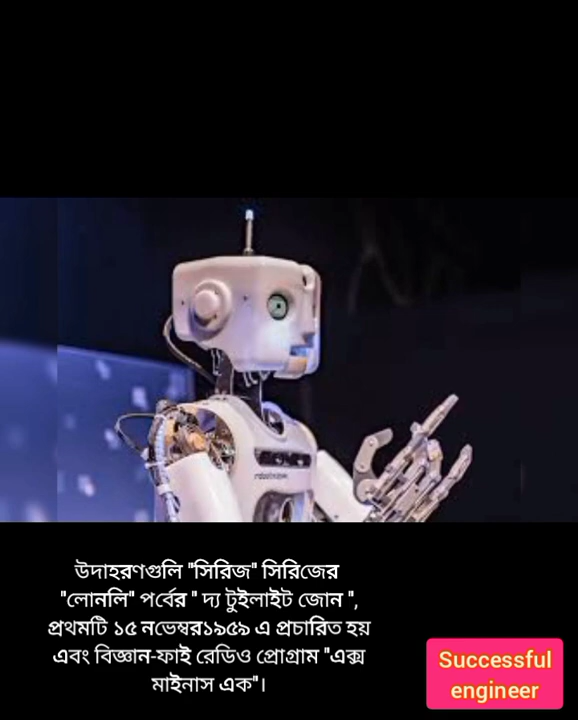 উদাহরণগুলি "সিরিজ" সিরিজের
"লোনলি" পর্বের " দ্য টুইলাইট জোন ",
প্রথমটি ১৫ নভেম্বর১৯৫৯ এ প্রচারিত হয়
এবং বিজ্ঞান-ফাই রেডিও প্রোগ্রাম "এক্স
মাইনাস এক"।
Successful
engineer